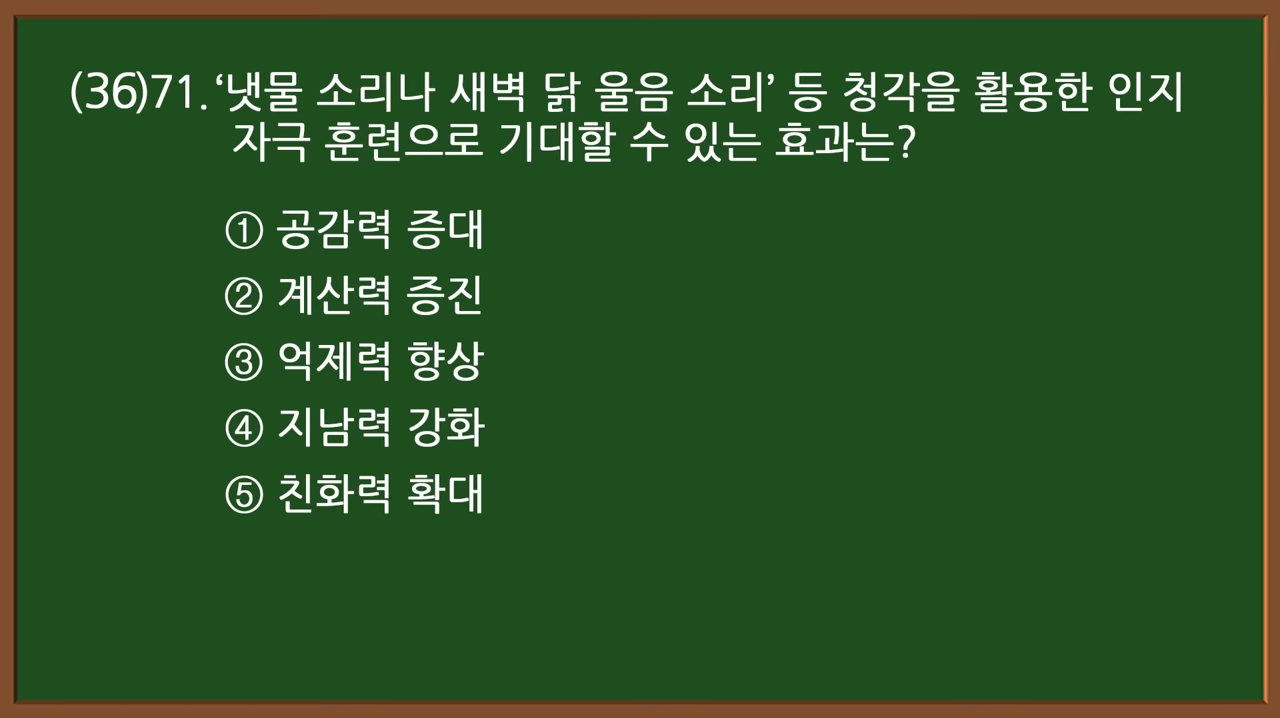 (36)71. ‘냇물 소리나 새벽 닭 울음 소리’ 등 청각을 활용한 인지
자극 훈련으로 기대할 수 있는 효과는?
① 공감력 증대
② 계산력 증진
③ 억제력 향상
④ 지남력 강화
⑤ 친화력 확대